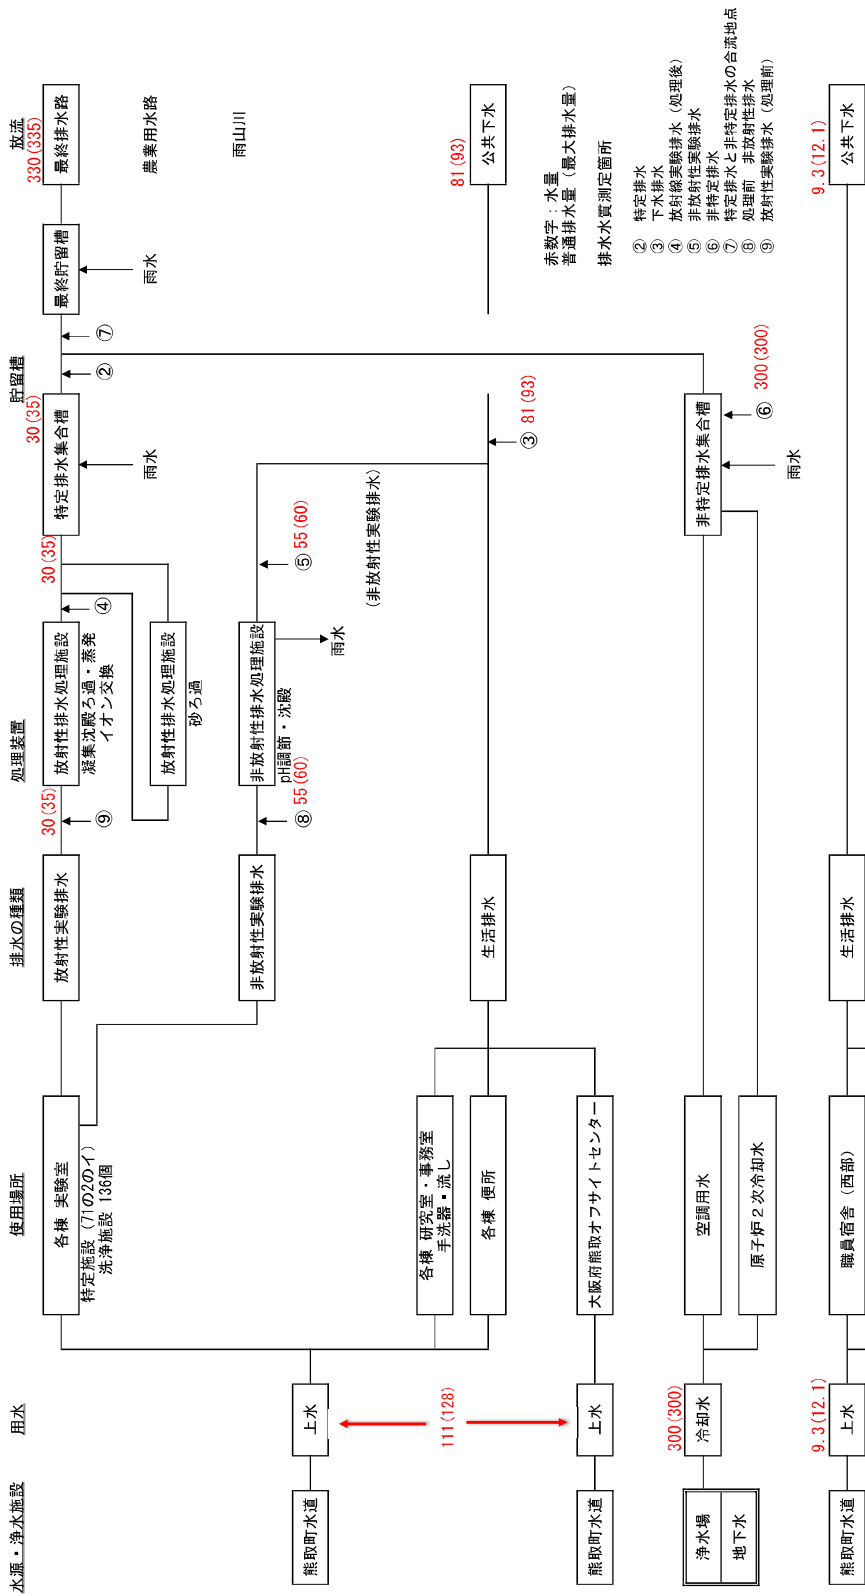 水源・浄水施設
用水
使用場所
排水の種類
処理装置
貯留槽
放流
熊取町水道
上水
各棟 実験室
特定施設（71の2のイ）
洗浄施設 136個
放射性実験排水
30(35)
⑨
放射性排水処理施設
凝集沈殿ろ過・蒸発
イオン交換
④
30(35)
放射性排水処理施設
砂ろ過
特定排水集合槽
30(35)
雨水
②
⑦
最終貯留槽
雨水
最終排水路
330(335)
農業用水路
雨山川
非放射性実験排水
⑧ 55(60)
非放射性排水処理施設
pH調節・沈殿
雨水
⑤ 55(60)
(非放射性実験排水)
111(128)
各棟 研究室・事務室
手洗器・流し
各棟 便所
生活排水
③ 81(93)
公共下水
81(93)
熊取町水道
上水
大阪府熊取オフサイトセンター
赤数字：水量
普通排水量（最大排水量）
排水水質測定箇所
② 特定排水
③ 下水排水
④ 放射線実験排水（処理後）
⑤ 非放射性実験排水
⑥ 非特定排水
⑦ 特定排水と非特定排水の合流地点
⑧ 処理前 非放射性排水
⑨ 放射性実験排水（処理前）
浄水場
地下水
冷却水
300(300)
空調用水
原子炉２次冷却水
非特定排水集合槽
雨水
⑥ 300(300)
熊取町水道
上水
9.3(12.1)
職員宿舎（西部）
生活排水
公共下水
9.3(12.1)